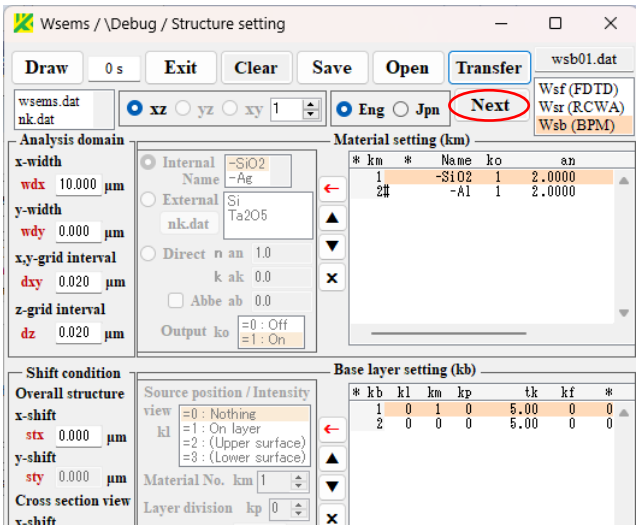 Wsems / \Debug / Structure setting
Draw 0 s Exit Clear Save Open Transfer wsb01.dat
wsems.dat
nk.dat
xz yz xy 1 Eng Jpn Next
Wsf (FDTD)
Wsr (RCWA)
Wsb (BPM)
Analysis domain
x-width
wdx 10.000 μm
y-width
wdy 0.000 μm
x,y-grid interval
dxy 0.020 μm
z-grid interval
dz 0.020 μm
Internal Name
-SiO2
-Ag
External
nk.dat
Si
Ta2O5
Direct n an 1.0
k ak 0.0
Abbe ab 0.0
Output ko
=0 : Off
=1 : On
Material setting (km)
* km * Name ko an
1 -SiO2 1 2.0000
2# -Al 1 2.0000
Shift condition
Overall structure
x-shift
stx 0.000 μm
y-shift
sty 0.000 μm
Cross section view
x-shift
Source position / Intensity
view
kl
=0 : Nothing
=1 : On layer
=2 : (Upper surface)
=3 : (Lower surface)
Material No. km 1
Layer division kp 0
Base layer setting (kb)
* kb kl km kp tk kf *
1 0 1 0 5.00 0 0
2 0 0 0 5.00 0 0